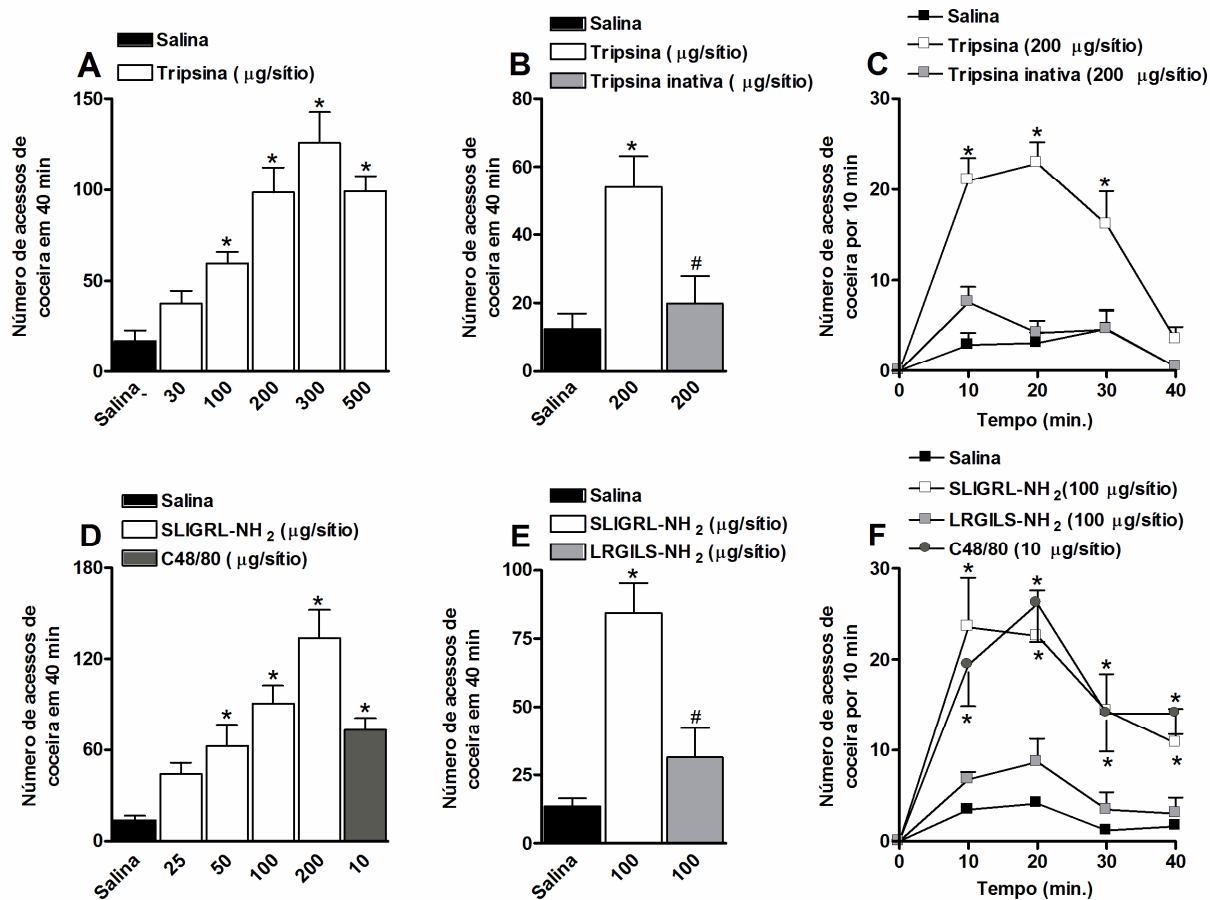 A
Salina
Tripsina ( μg/sítio)
Número de acessos de
coceira em 40 min
150
100
50
0
*
*
*
*
Salina
30
100
200
300
500
B
Salina
Tripsina (μg/sítio)
Tripsina inativa ( μg/sítio)
Número de acessos de
coceira em 40 min
80
60
40
20
0
*
#
Salina
200
200
C
Salina
Tripsina (200 μg/sítio)
Tripsina inativa (200 μg/sítio)
Número de acessos de
coceira por 10 min
30
20
10
0
*
*
*
0 10 20 30 40
Tempo (min.)
D
Salina
SLIGRL-NH2 (μg/sítio)
C48/80 ( μg/sítio)
Número de acessos de
coceira em 40 min
180
120
60
0
*
*
*
*
Salina
25
50
100
200
10
E
Salina
SLIGRL-NH2 (μg/sítio)
LRGILS-NH2 (μg/sítio)
Número de acessos de
coceira em 40 min
100
75
50
25
0
*
#
Salina
100
100
F
Salina
SLIGRL-NH2(100 μg/sítio)
LRGILS-NH2 (100 μg/sítio)
C48/80 (10 μg/sítio)
Número de acessos de
coceira por 10 min
30
20
10
0
*
*
*
*
*
*
*
*
0 10 20 30 40
Tempo (min.)